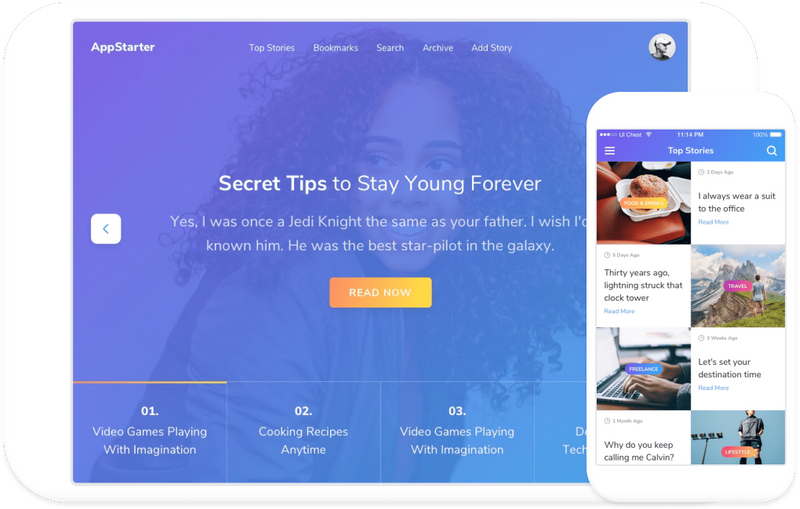 AppStarter
Top Stories Bookmarks Search Archive Add Story
Secret Tips to Stay Young Forever
Yes, I was once a Jedi Knight the same as your father. I wish I'd
known him. He was the best star-pilot in the galaxy.
READ NOW
01.
Video Games Playing
With Imagination
02.
Cooking Recipes
Anytime
03.
Video Games Playing
With Imagination
UI Chest 11:14 PM 100%
Top Stories
FOOD & DRINKS
2 Days Ago
I always wear a suit
to the office
Read More
5 Days Ago
Thirty years ago,
lightning struck that
clock tower
Read More
TRAVEL
FREELANCE
3 Weeks Ago
Let's set your
destination time
Read More
1 Month Ago
Why do you keep
calling me Calvin?
LIFESTYLE